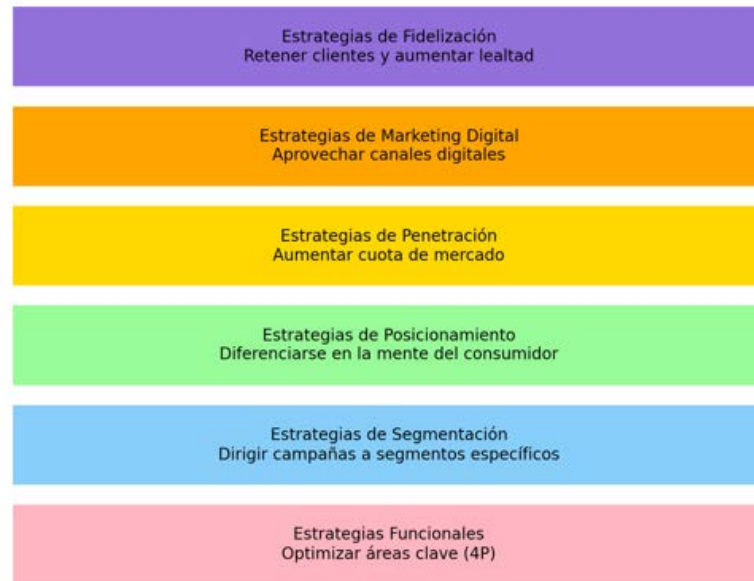 Estrategias de Fidelización
Retener clientes y aumentar lealtad
Estrategias de Marketing Digital
Aprovechar canales digitales
Estrategias de Penetración
Aumentar cuota de mercado
Estrategias de Posicionamiento
Diferenciarse en la mente del consumidor
Estrategias de Segmentación
Dirigir campañas a segmentos específicos
Estrategias Funcionales
Optimizar áreas clave (4P)